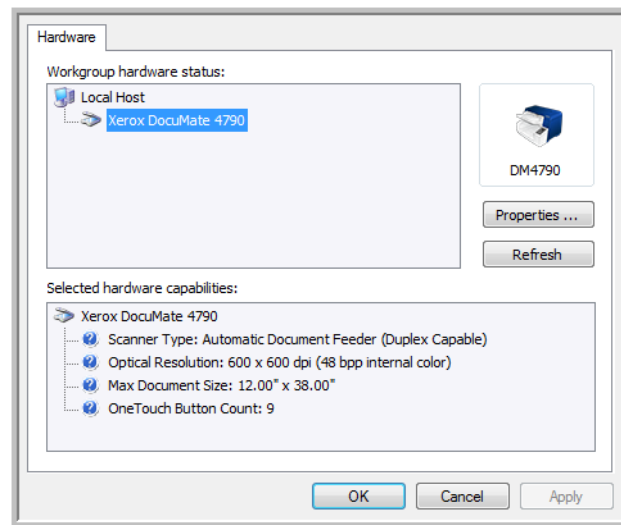 Hardware
Workgroup hardware status:
Local Host
Xerox DocuMate 4790
DM4790
Properties ...
Refresh
Selected hardware capabilities:
Xerox DocuMate 4790
Scanner Type: Automatic Document Feeder (Duplex Capable)
Optical Resolution: 600 x 600 dpi (48 bpp internal color)
Max Document Size: 12.00" x 38.00"
OneTouch Button Count: 9
OK Cancel Apply